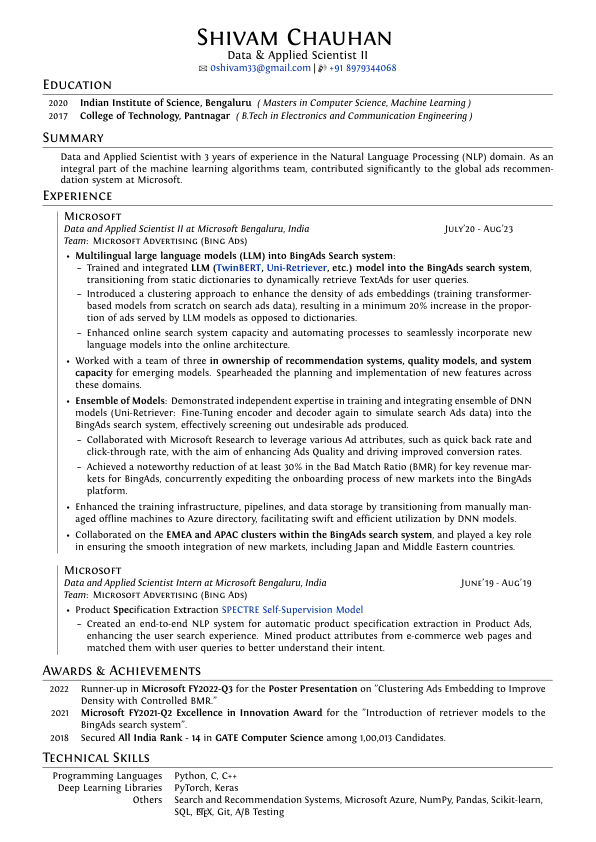 Shivam Chauhan
Data & Applied Scientist II
0shivam33@gmail.com | +91 8979344068
Education
2020 Indian Institute of Science, Bengaluru ( Masters in Computer Science, Machine Learning )
2017 College of Technology, Pantnagar ( B.Tech in Electronics and Communication Engineering )
Summary
Data and Applied Scientist with 3 years of experience in the Natural Language Processing (NLP) domain. As an
integral part of the machine learning algorithms team, contributed significantly to the global ads recommen-
dation system at Microsoft.
Experience
Microsoft
Data and Applied Scientist II at Microsoft Bengaluru, India July'20 - Aug'23
Team: Microsoft Advertising (Bing Ads)
• Multilingual large language models (LLM) into BingAds Search system:
– Trained and integrated LLM (TwinBERT, Uni-Retriever, etc.) model into the BingAds search system,
transitioning from static dictionaries to dynamically retrieve TextAds for user queries.
– Introduced a clustering approach to enhance the density of ads embeddings (training transformer-
based models from scratch on search ads data), resulting in a minimum 20% increase in the propor-
tion of ads served by LLM models as opposed to dictionaries.
– Enhanced online search system capacity and automating processes to seamlessly incorporate new
language models into the online architecture.
• Worked with a team of three in ownership of recommendation systems, quality models, and system
capacity for emerging models. Spearheaded the planning and implementation of new features across
these domains.
• Ensemble of Models: Demonstrated independent expertise in training and integrating ensemble of DNN
models (Uni-Retriever: Fine-Tuning encoder and decoder again to simulate search Ads data) into the
BingAds search system, effectively screening out undesirable ads produced.
– Collaborated with Microsoft Research to leverage various Ad attributes, such as quick back rate and
click-through rate, with the aim of enhancing Ads Quality and driving improved conversion rates.
– Achieved a noteworthy reduction of at least 30% in the Bad Match Ratio (BMR) for key revenue mar-
kets for BingAds, concurrently expediting the onboarding process of new markets into the BingAds
platform.
• Enhanced the training infrastructure, pipelines, and data storage by transitioning from manually man-
aged offline machines to Azure directory, facilitating swift and efficient utilization by DNN models.
• Collaborated on the EMEA and APAC clusters within the BingAds search system, and played a key role
in ensuring the smooth integration of new markets, including Japan and Middle Eastern countries.
Microsoft
Data and Applied Scientist Intern at Microsoft Bengaluru, India June'19 - Aug'19
Team: Microsoft Advertising (Bing Ads)
• Product Specification Extraction SPECTRE Self-Supervision Model
– Created an end-to-end NLP system for automatic product specification extraction in Product Ads,
enhancing the user search experience. Mined product attributes from e-commerce web pages and
matched them with user queries to better understand their intent.
Awards & Achievements
2022 Runner-up in Microsoft FY2022-Q3 for the Poster Presentation on "Clustering Ads Embedding to Improve
Density with Controlled BMR."
2021 Microsoft FY2021-Q2 Excellence in Innovation Award for the "Introduction of retriever models to the
BingAds search system".
2018 Secured All India Rank - 14 in GATE Computer Science among 1,00,013 Candidates.
Technical Skills
Programming Languages Python, C, C++
Deep Learning Libraries PyTorch, Keras
Others Search and Recommendation Systems, Microsoft Azure, NumPy, Pandas, Scikit-learn,
SQL, LaTeX, Git, A/B Testing